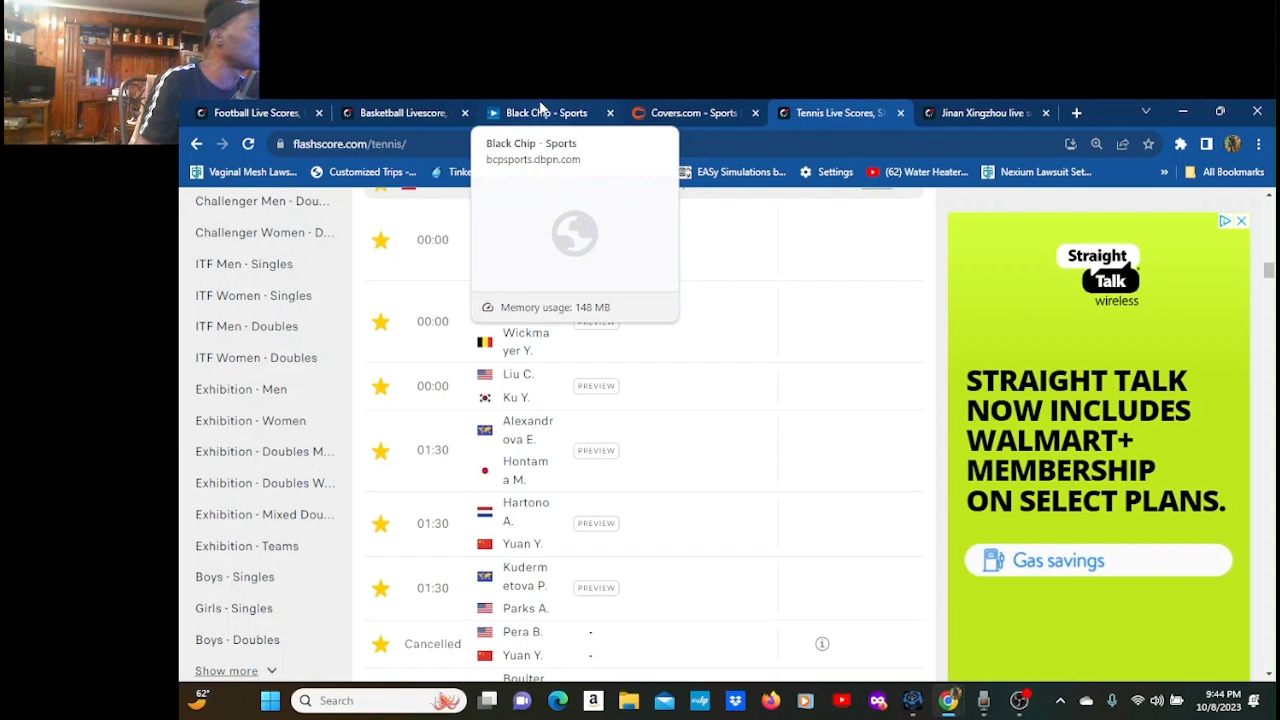 Football Live Scores,
Basketball Livescore,
Black Chip - Sports
Covers.com - Sports
Tennis Live Scores, S
Jinan Xingzhou live s
flashscore.com/tennis/
Vaginal Mesh Laws...
Customized Trips -...
Tinke
EASy Simulations b...
Settings
(62) Water Heater...
Nexium Lawsuit Set...
»
All Bookmarks
Black Chip - Sports
bcpsports.dbpn.com
Memory usage: 148 MB
Challenger Men - Dou...
Challenger Women - D...
ITF Men - Singles
ITF Women - Singles
ITF Men - Doubles
ITF Women - Doubles
Exhibition - Men
Exhibition - Women
Exhibition - Doubles M...
Exhibition - Doubles W...
Exhibition - Mixed Dou...
Exhibition - Teams
Boys - Singles
Girls - Singles
Boys - Doubles
Show more
00:00
00:00
PREVIEW
Wickma
yer Y.
00:00
Liu C.
Ku Y.
PREVIEW
01:30
Alexandr
ova E.
Hontam
a M.
PREVIEW
01:30
Hartono
A.
Yuan Y.
PREVIEW
01:30
Kuderm
etova P.
Parks A.
PREVIEW
Cancelled
Pera B. -
Yuan Y. -
Boulter
Straight
Talk
wireless
STRAIGHT TALK
NOW INCLUDES
WALMART+
MEMBERSHIP
ON SELECT PLANS.
Gas savings
62°
Search
9:44 PM
10/8/2023